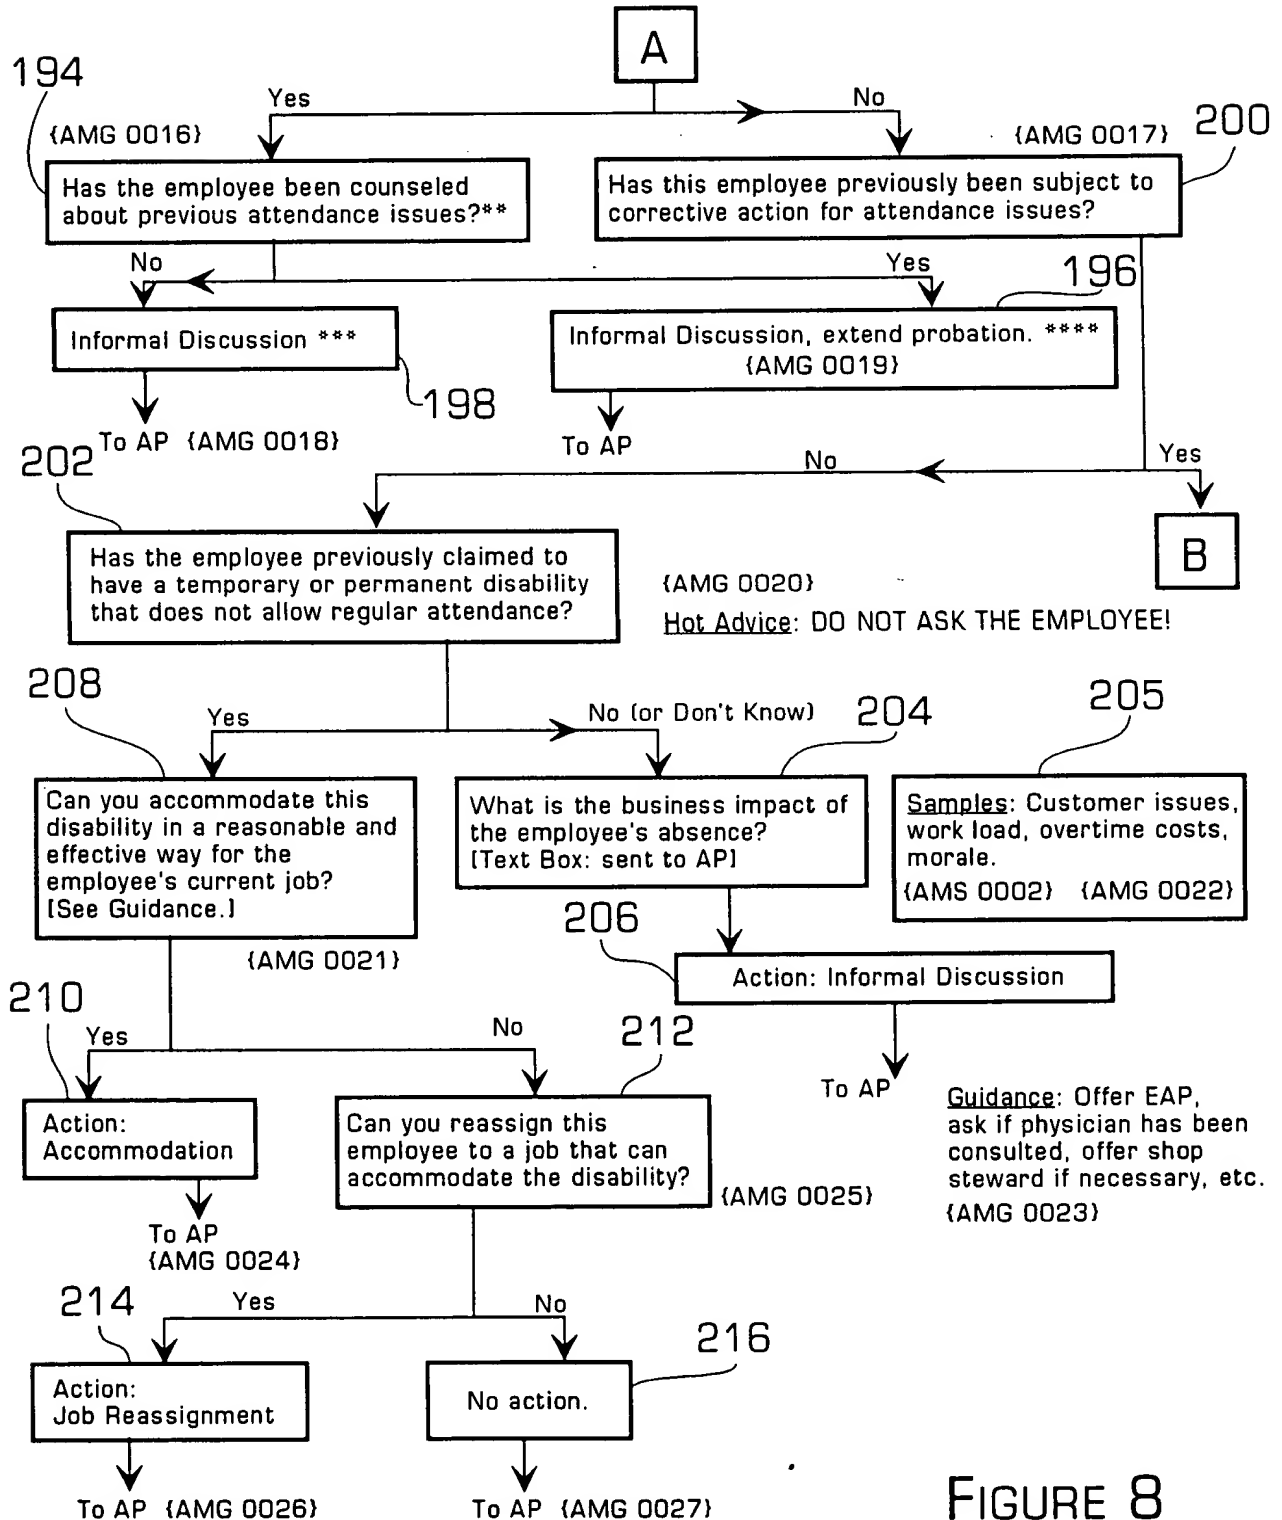 A
194
Yes
No
200
{AMG 0016}
{AMG 0017}
Has the employee been counseled
about previous attendance issues?**
Has this employee previously been subject to
corrective action for attendance issues?
No
Yes
196
Informal Discussion ***
Informal Discussion, extend probation. ****
{AMG 0019}
198
To AP {AMG 0018}
To AP
202
No
Yes
B
Has the employee previously claimed to
have a temporary or permanent disability
that does not allow regular attendance?
{AMG 0020}
Hot Advice: DO NOT ASK THE EMPLOYEE!
208
Yes
No (or Don't Know)
204
205
Can you accommodate this
disability in a reasonable and
effective way for the
employee's current job?
[See Guidance.]
{AMG 0021}
What is the business impact of
the employee's absence?
[Text Box: sent to AP]
Samples: Customer issues,
work load, overtime costs,
morale.
{AMS 0002} {AMG 0022}
206
Action: Informal Discussion
To AP
210
Yes
No
212
Action:
Accommodation
To AP
{AMG 0024}
Can you reassign this
employee to a job that can
accommodate the disability?
{AMG 0025}
Guidance: Offer EAP,
ask if physician has been
consulted, offer shop
steward if necessary, etc.
{AMG 0023}
214
Yes
No
216
Action:
Job Reassignment
No action.
To AP {AMG 0026}
To AP {AMG 0027}
FIGURE 8